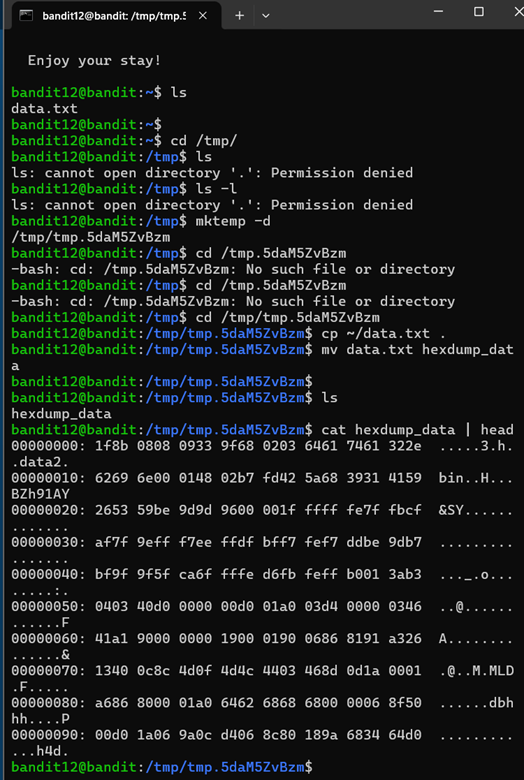 bandit12@bandit: /tmp/tmp.5
Enjoy your stay!
bandit12@bandit:~$ ls
data.txt
bandit12@bandit:~$
bandit12@bandit:~$ cd /tmp/
bandit12@bandit:/tmp$ ls
ls: cannot open directory '.': Permission denied
bandit12@bandit:/tmp$ ls -l
ls: cannot open directory '.': Permission denied
bandit12@bandit:/tmp$ mktemp -d
/tmp/tmp.5daM5ZvBzm
bandit12@bandit:/tmp$ cd /tmp.5daM5ZvBzm
-bash: cd: /tmp.5daM5ZvBzm: No such file or directory
bandit12@bandit:/tmp$ cd /tmp.5daM5ZvBzm
-bash: cd: /tmp.5daM5ZvBzm: No such file or directory
bandit12@bandit:/tmp$ cd /tmp/tmp.5daM5ZvBzm
bandit12@bandit:/tmp/tmp.5daM5ZvBzm$ cp ~/data.txt .
bandit12@bandit:/tmp/tmp.5daM5ZvBzm$ mv data.txt hexdump_dat
a
bandit12@bandit:/tmp/tmp.5daM5ZvBzm$
bandit12@bandit:/tmp/tmp.5daM5ZvBzm$ ls
hexdump_data
bandit12@bandit:/tmp/tmp.5daM5ZvBzm$ cat hexdump_data | head
00000000: 1f8b 0808 0933 9f68 0203 6461 7461 322e  .....3.h.
.data2.
00000010: 6269 6e00 0148 02b7 fd42 5a68 3931 4159  bin..H...
BZh91AY
00000020: 2653 59be 9d9d 9600 001f ffff fe7f fbcf  &SY......
.......
00000030: af7f 9eff f7ee ffdf bff7 fef7 ddbe 9db7  .........
.......
00000040: bf9f 9f5f ca6f fffe d6fb feff b001 3ab3  ..._.o...
.....:.
00000050: 0403 40d0 0000 00d0 01a0 03d4 0000 0346  ..@......
......F
00000060: 41a1 9000 0000 1900 0190 0686 8191 a326  A........
......&
00000070: 1340 0c8c 4d0f 4d4c 4403 468d 0d1a 0001  .@..M.MLD
.F.....
00000080: a686 8000 01a0 6462 6868 6800 0006 8f50  ......dbh
hh....P
00000090: 00d0 1a06 9a0c d406 8c80 189a 6834 64d0  .........
...h4d.
bandit12@bandit:/tmp/tmp.5daM5ZvBzm$